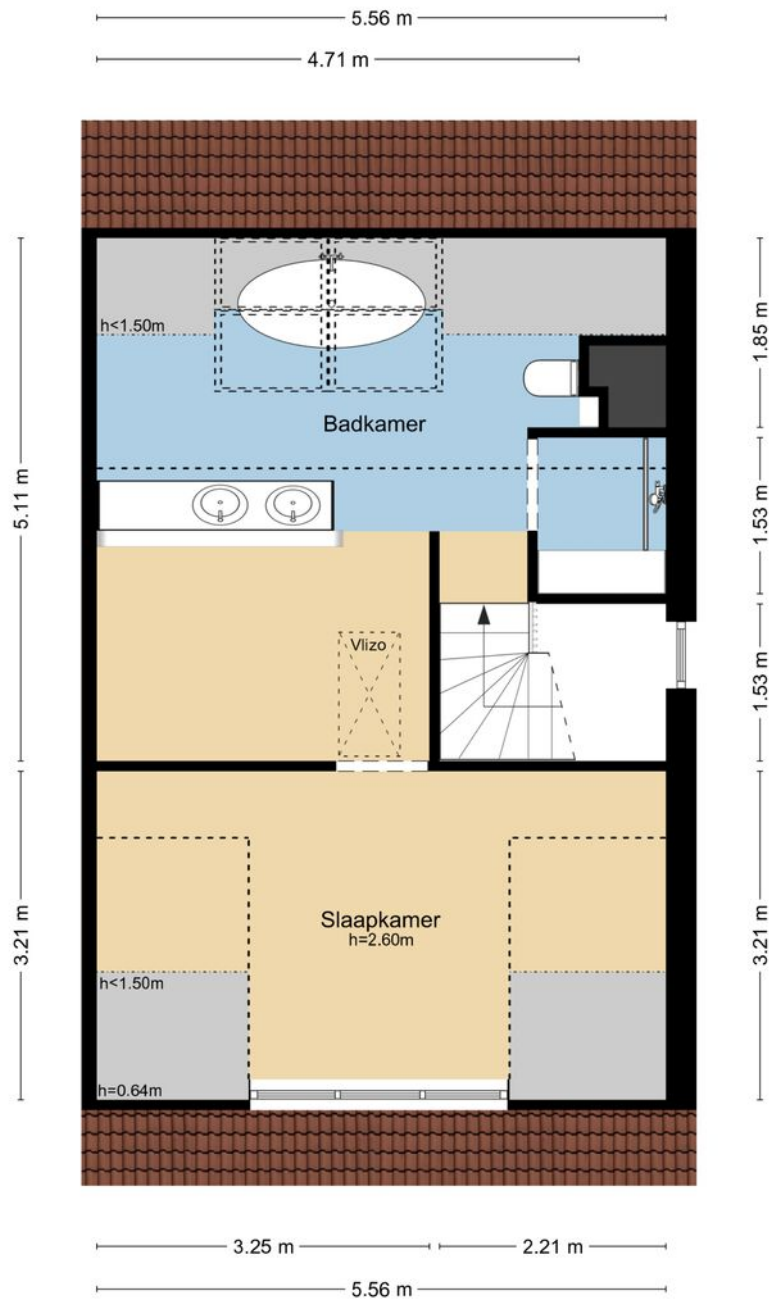 5.56 m
4.71 m
h<1.50m
1.85 m
Badkamer
5.11 m
1.53 m
Vlizo
1.53 m
Slaapkamer
h=2.60m
3.21 m
3.21 m
h<1.50m
h=0.64m
3.25 m
2.21 m
5.56 m